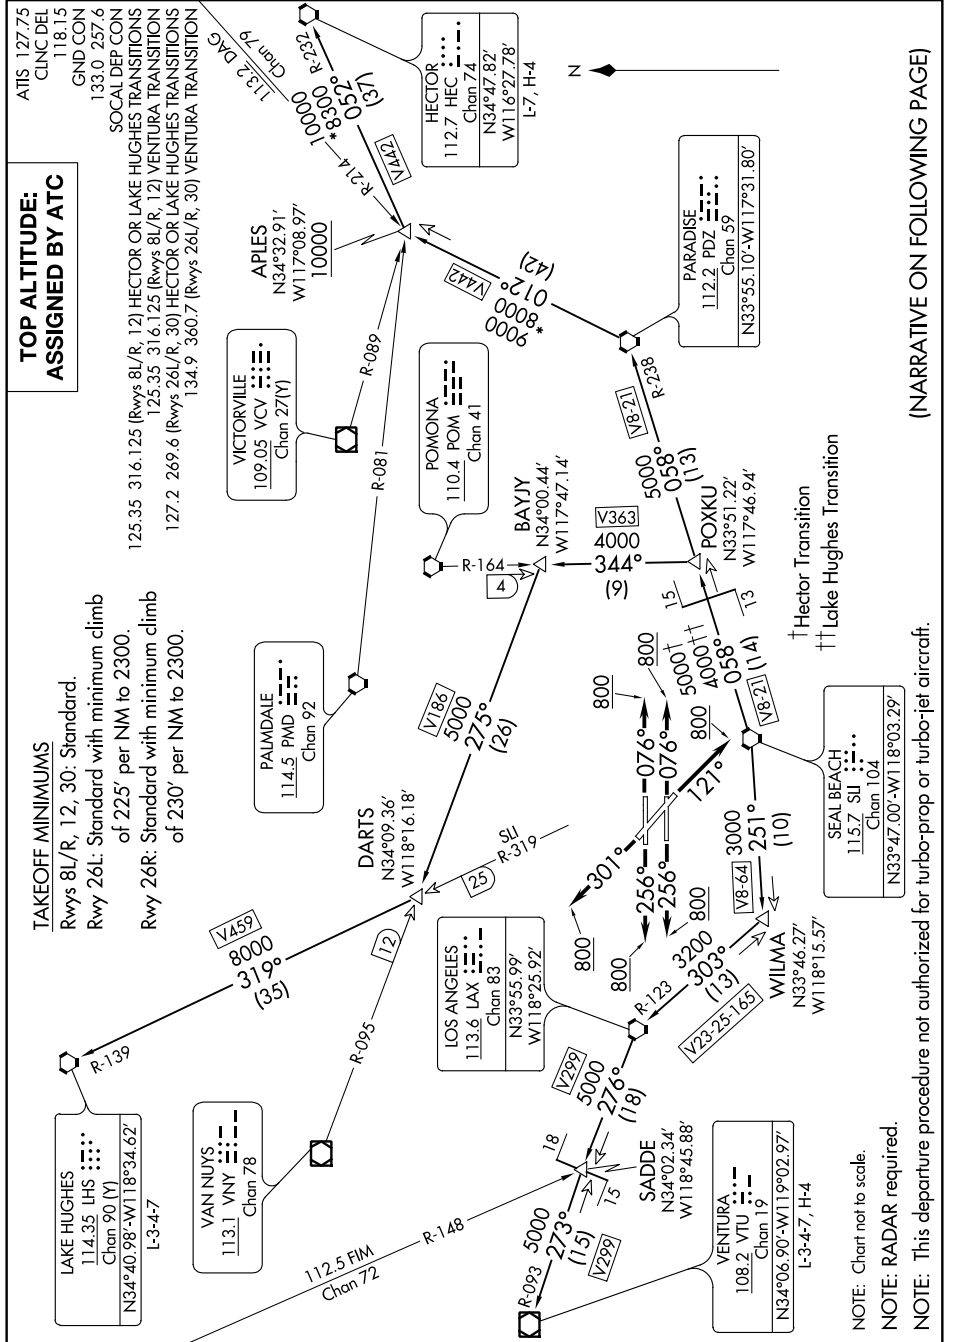 TOP ALTITUDE:
ASSIGNED BY ATC
ATIS 127.75
CLNC DEL
118.15
GND CON
133.0 257.6
SOCAL DEP CON
125.35 316.125 (Rwys 8L/R, 12) HECTOR OR LAKE HUGHES TRANSITIONS
125.35 316.125 (Rwys 8L/R, 12) VENTURA TRANSITION
127.2 269.6 (Rwys 26L/R, 30) HECTOR OR LAKE HUGHES TRANSITIONS
134.9 360.7 (Rwys 26L/R, 30) VENTURA TRANSITION
TAKEOFF MINIMUMS
Rwys 8L/R, 12, 30: Standard.
Rwy 26L: Standard with minimum climb
of 225' per NM to 2300.
Rwy 26R: Standard with minimum climb
of 230' per NM to 2300.
LAKE HUGHES
114.35 LHS
Chan 90 (Y)
N34°40.98'-W118°34.62'
L-3-4-7
R-139
V459
8000
319°
(35)
VAN NUYS
113.1 VNY
Chan 78
R-095
12
DARTS
N34°09.36'
W118°16.18'
25
SLI
R-319
PALMDALE
114.5 PMD
Chan 92
R-081
VICTORVILLE
109.05 VCV
Chan 27(Y)
R-089
POMONA
110.4 POM
Chan 41
R-164
4
BAYJY
N34°00.44'
W117°47.14'
V186
5000
275°
(26)
V363
4000
344°
(9)
APLES
N34°32.91'
W117°08.97'
10000
113.2 DAG
Chan 79
R-214
10000
*8300
052°
(37)
R-232
V442
HECTOR
112.7 HEC
Chan 74
N34°47.82'
W116°27.78'
L-7, H-4
N
9000
*8000
012°
(42)
V442
PARADISE
112.2 PDZ
Chan 59
N33°55.10'-W117°31.80'
R-238
V8-21
5000
058°
(13)
POXKU
N33°51.22'
W117°46.94'
15
13
5000†
4000††
058°
(14)
V8-21
†Hector Transition
††Lake Hughes Transition
800
800
076°
076°
800
121°
301°
800
256°
256°
800
800
SEAL BEACH
115.7 SLI
Chan 104
N33°47.00'-W118°03.29'
3000
251°
(10)
V8-64
WILMA
N33°46.27'
W118°15.57'
3200
303°
(13)
R-123
V23-25-165
LOS ANGELES
113.6 LAX
Chan 83
N33°55.99'
W118°25.92'
V299
5000
276°
(18)
18
15
SADDE
N34°02.34'
W118°45.88'
112.5 FIM
Chan 72
R-148
5000
273°
(15)
V299
R-093
VENTURA
108.2 VTU
Chan 19
N34°06.90'-W119°02.97'
L-3-4-7, H-4
NOTE: Chart not to scale.
NOTE: RADAR required.
NOTE: This departure procedure not authorized for turbo-prop or turbo-jet aircraft.
(NARRATIVE ON FOLLOWING PAGE)